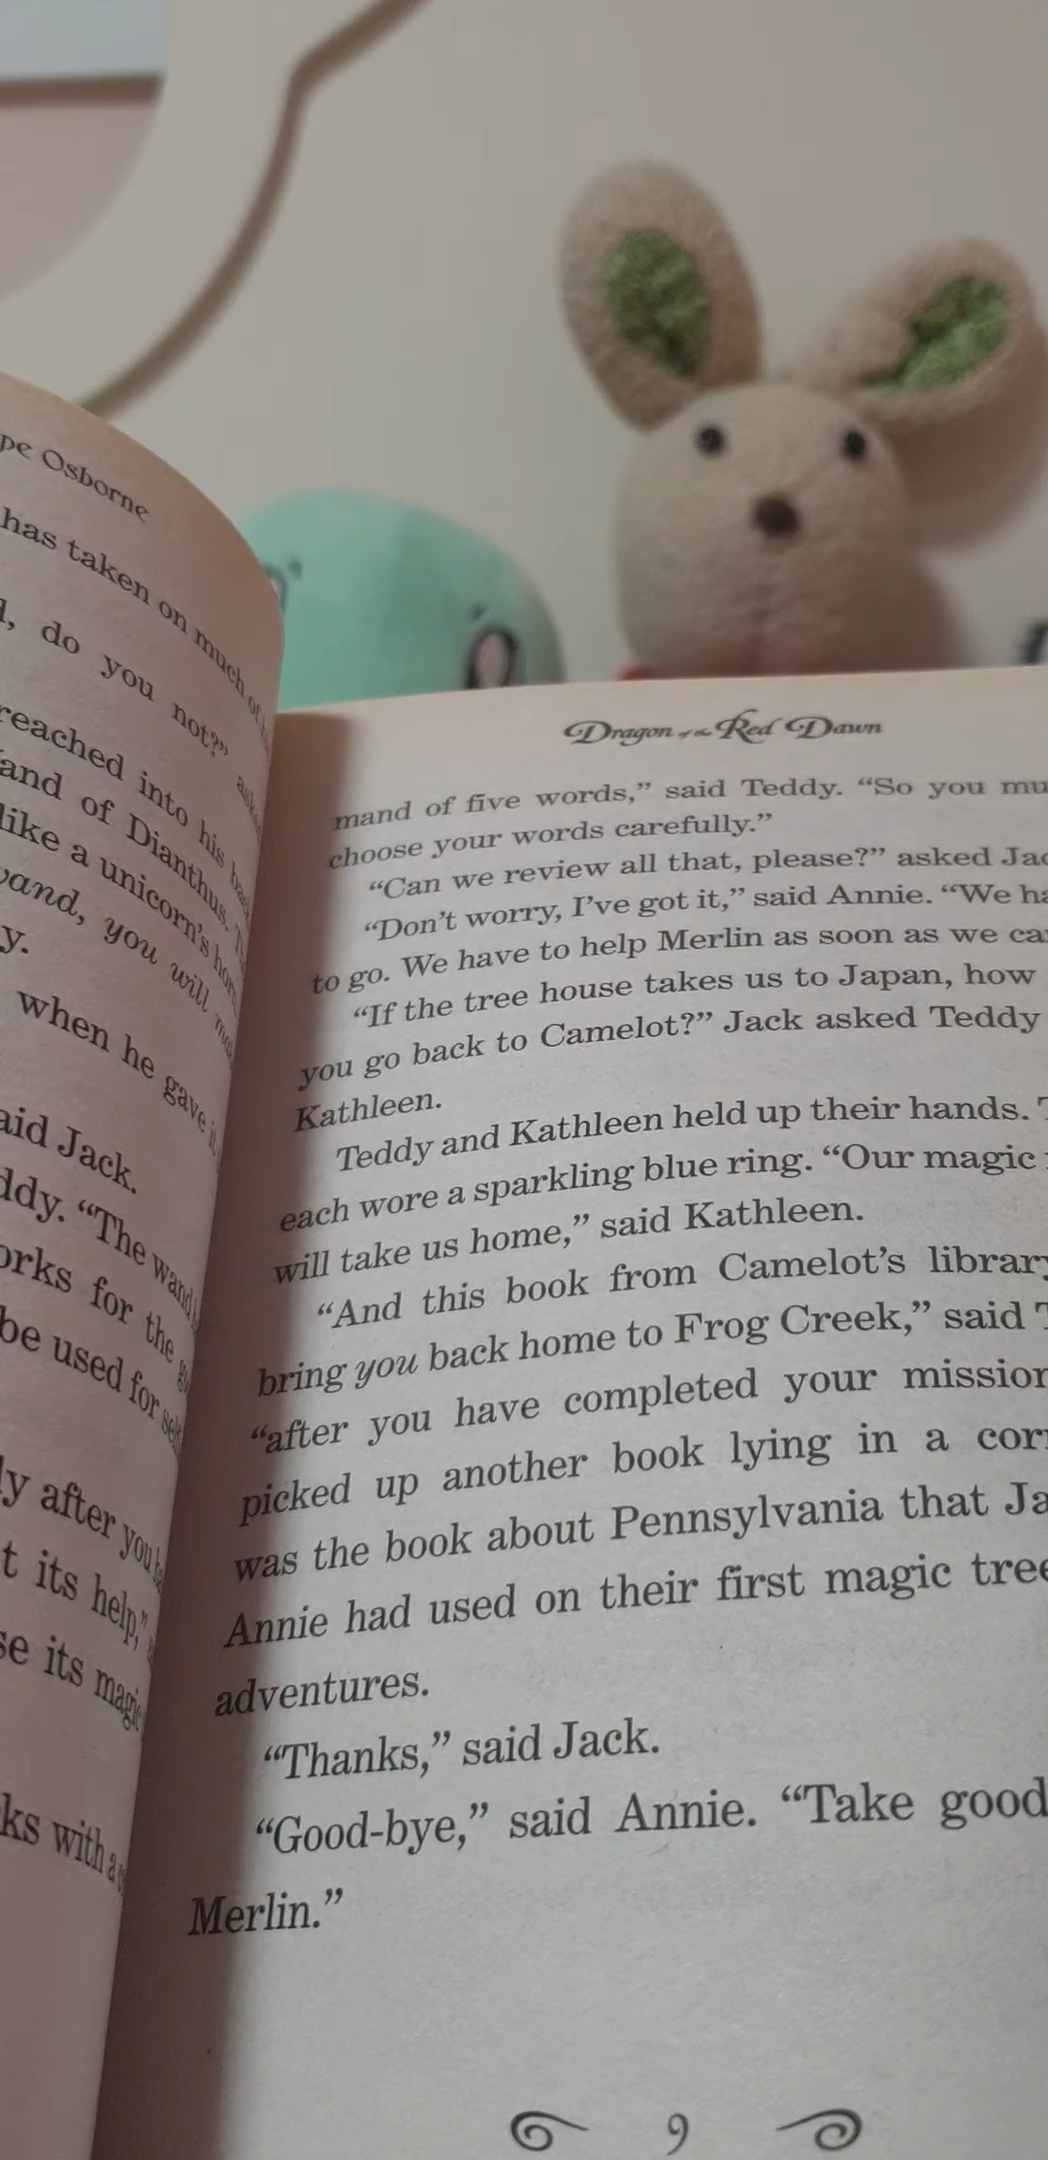 Osborne
has taken on much of
do you not?"
reached into his
and of Dianthus.
like a unicorn's
you will
when he gave it
Jack.
"The wand
for the
be used for
after you
its help,"
its magic
with a
Dragon of the Red Dawn
mand of five words," said Teddy. "So you
choose your words carefully."
"Can we review all that, please?" asked
"Don't worry, I've got it," said Annie. "We
to go. We have to help Merlin as soon as we
"If the tree house takes us to Japan, how
you go back to Camelot?" Jack asked Teddy
Kathleen.
Teddy and Kathleen held up their hands.
each wore a sparkling blue ring. "Our magic
will take us home," said Kathleen.
"And this book from Camelot's library
bring you back home to Frog Creek," said
"after you have completed your mission
picked up another book lying in a
was the book about Pennsylvania that
Annie had used on their first magic tree
adventures.
"Thanks," said Jack.
"Good-bye," said Annie. "Take good
Merlin."
9